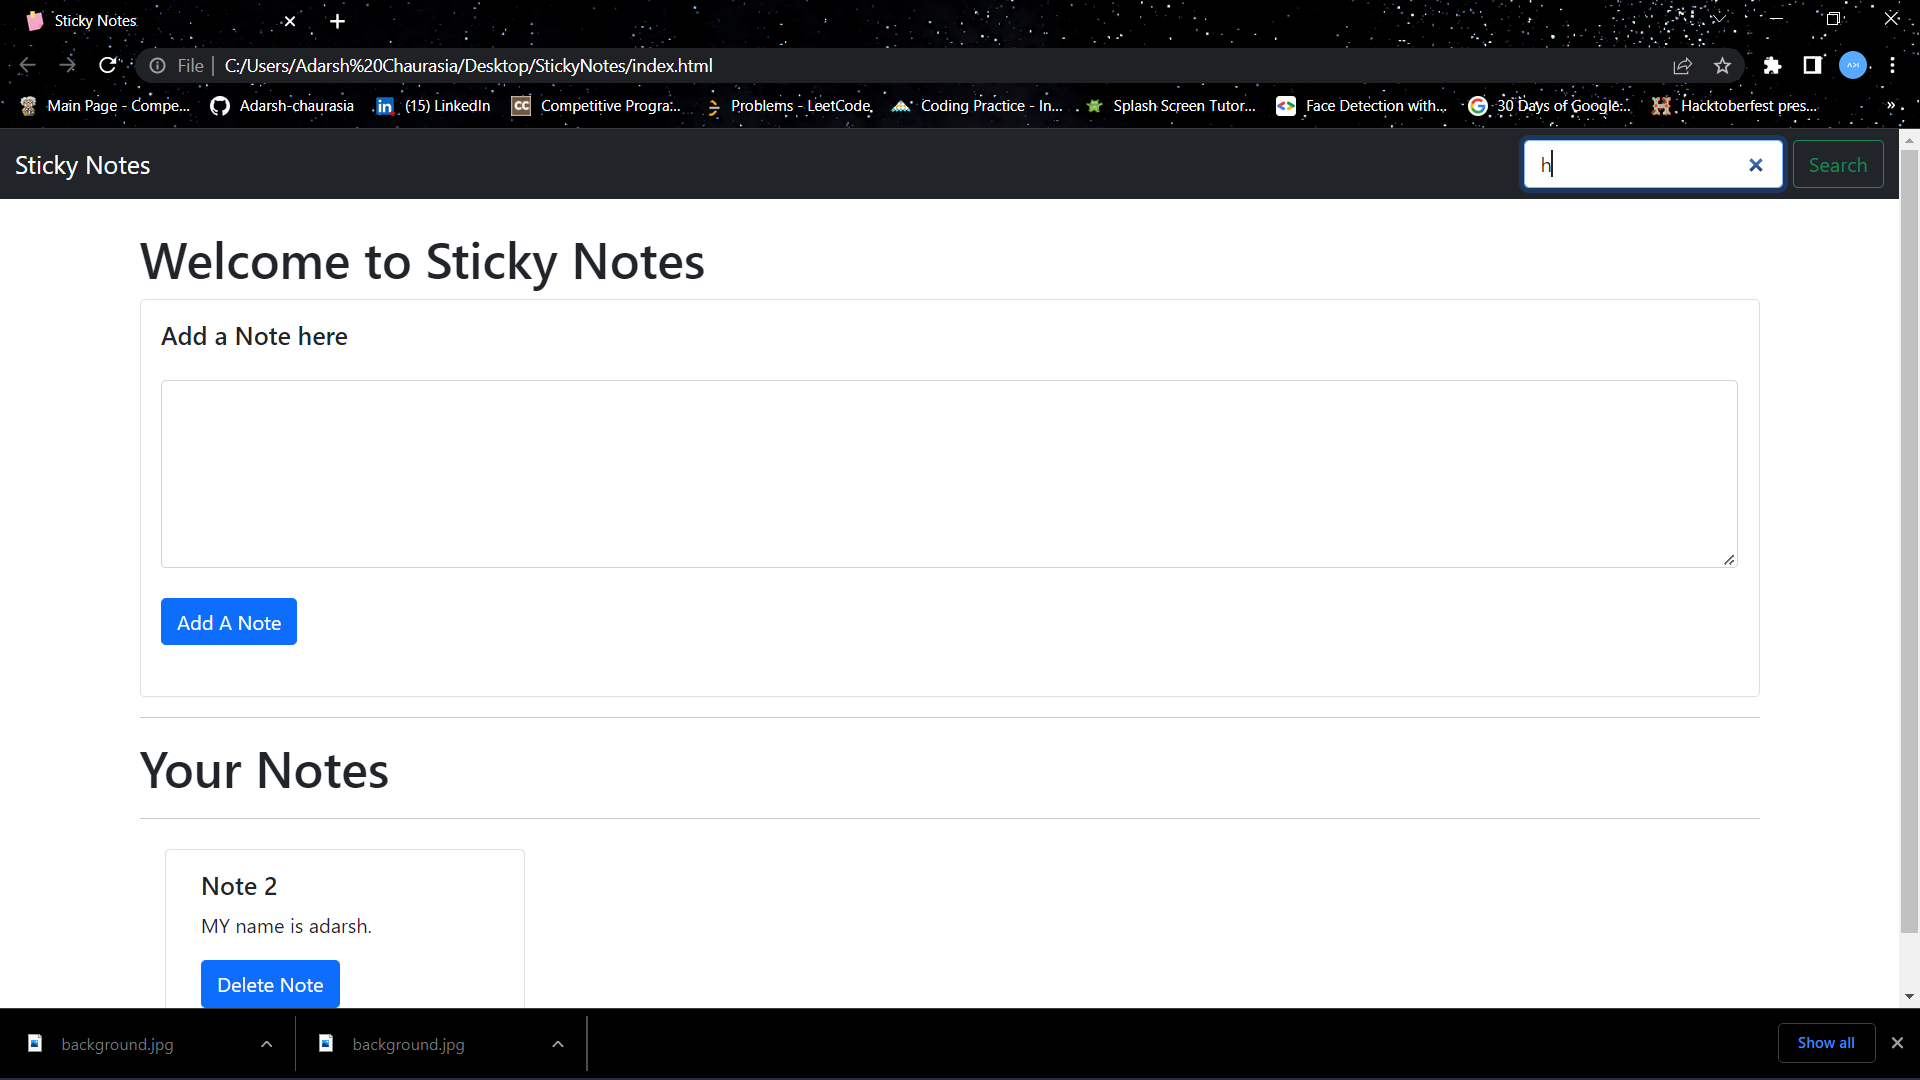 Sticky Notes
File | C:/Users/Adarsh%20Chaurasia/Desktop/StickyNotes/index.html
Main Page - Compe... Adarsh-chaurasia (15) LinkedIn Competitive Progra... Problems - LeetCode Coding Practice - In... Splash Screen Tutor... Face Detection with... 30 Days of Google... Hacktoberfest pres... »
Sticky Notes h Search
Welcome to Sticky Notes
Add a Note here
Add A Note
Your Notes
Note 2
MY name is adarsh.
Delete Note
background.jpg background.jpg Show all